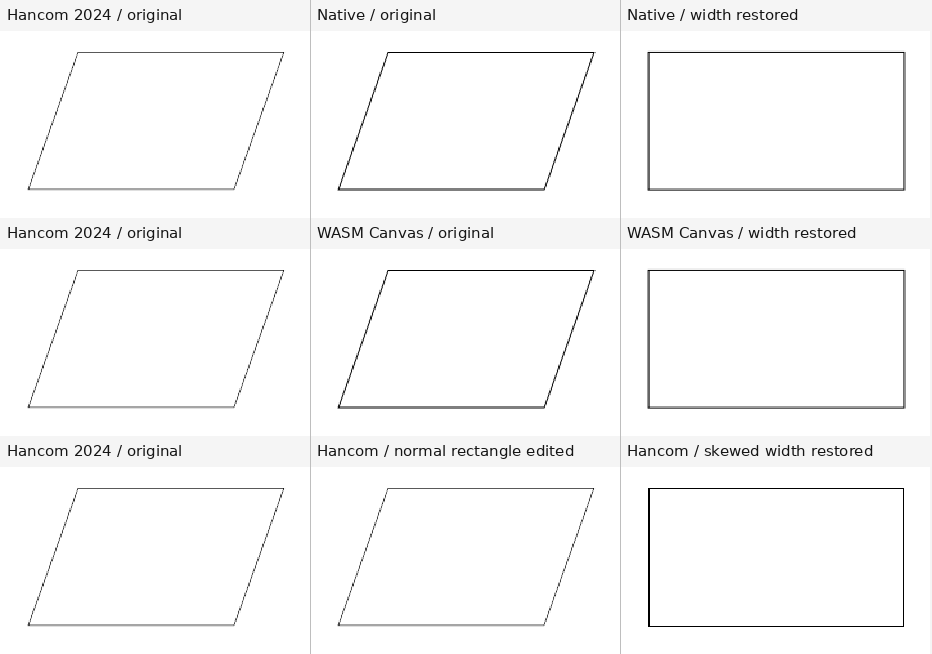 Hancom 2024 / original
Native / original
Native / width restored
Hancom 2024 / original
WASM Canvas / original
WASM Canvas / width restored
Hancom 2024 / original
Hancom / normal rectangle edited
Hancom / skewed width restored